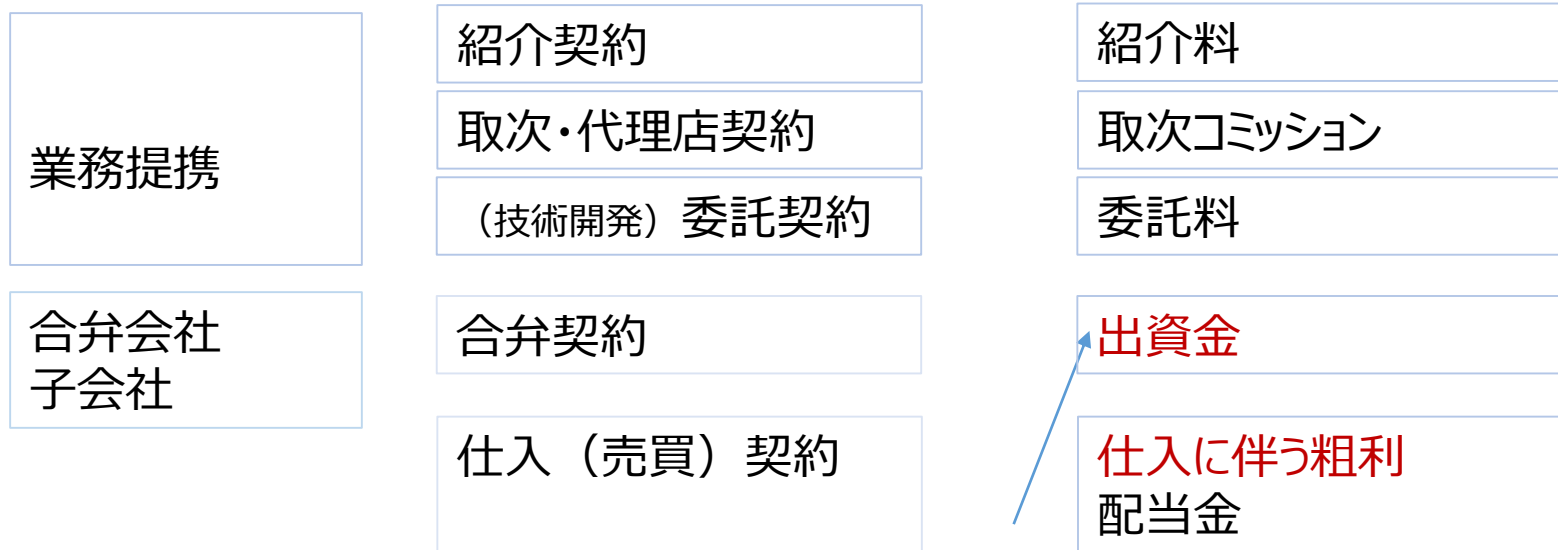 業務提携
紹介契約
紹介料
取次・代理店契約
取次コミッション
（技術開発）委託契約
委託料
合弁会社
子会社
合弁契約
出資金
仕入（売買）契約
仕入に伴う粗利
配当金